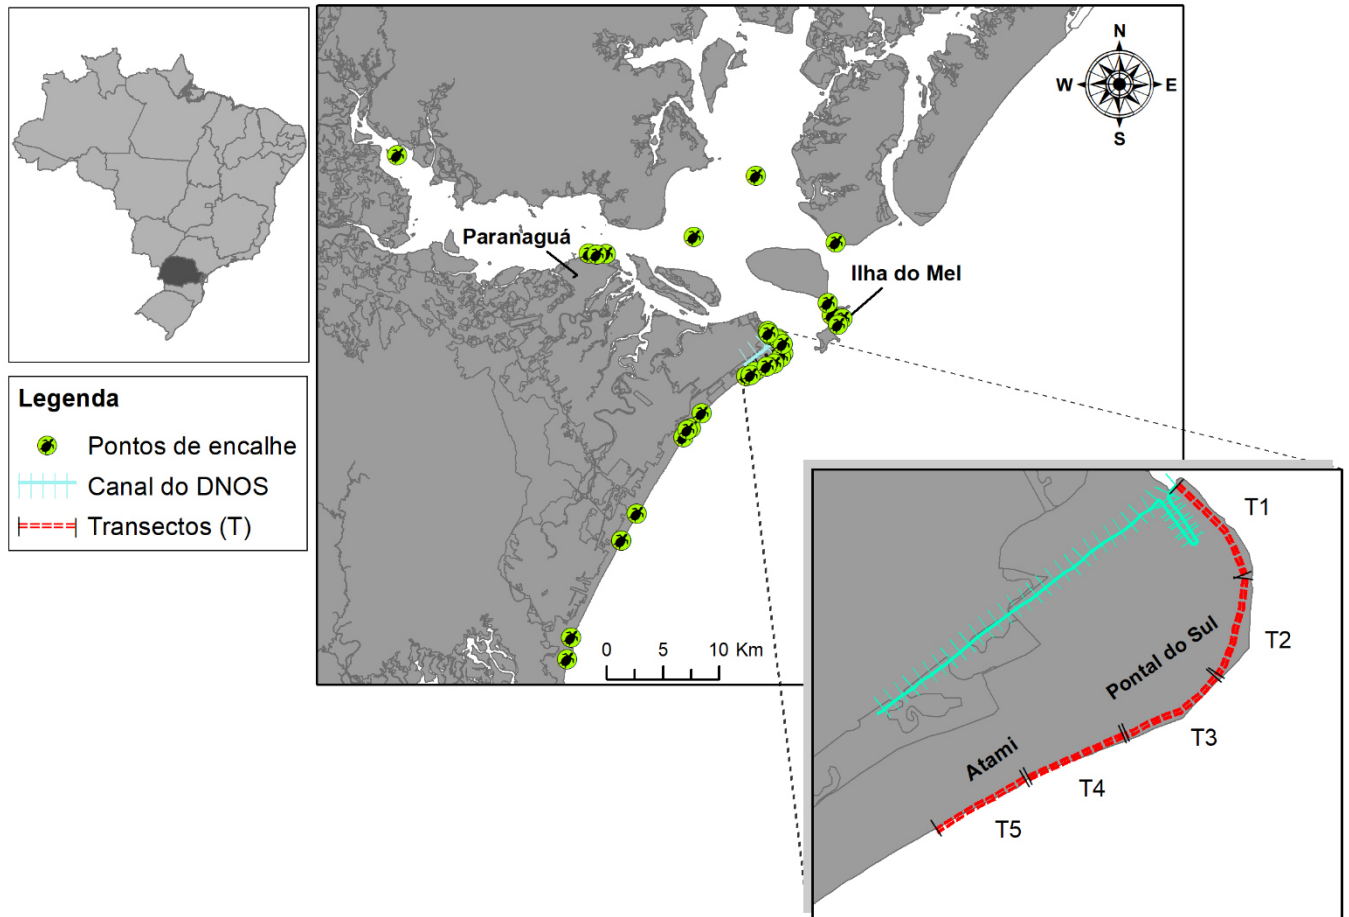 N
W
E
S
Paranaguá
Ilha do Mel
Legenda
Pontos de encalhe
Canal do DNOS
Transectos (T)
0 5 10 Km
T1
T2
Pontal do Sul
T3
Atami
T4
T5